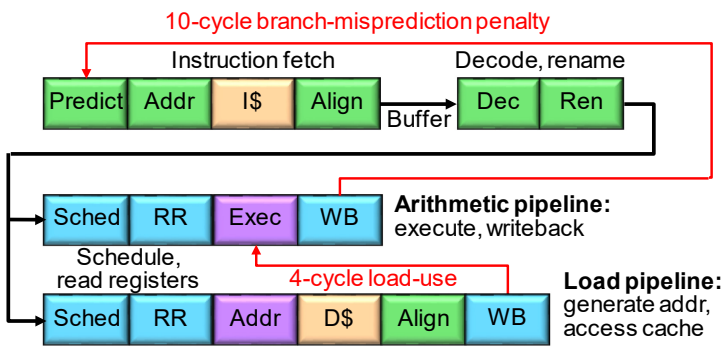 10-cycle branch-misprediction penalty
Instruction fetch
Decode, rename
Predict Addr I$ Align
Buffer
Dec Ren
Sched RR Exec WB
Arithmetic pipeline:
execute, writeback
Schedule,
read registers
4-cycle load-use
Load pipeline:
generate addr,
access cache
Sched RR Addr D$ Align WB